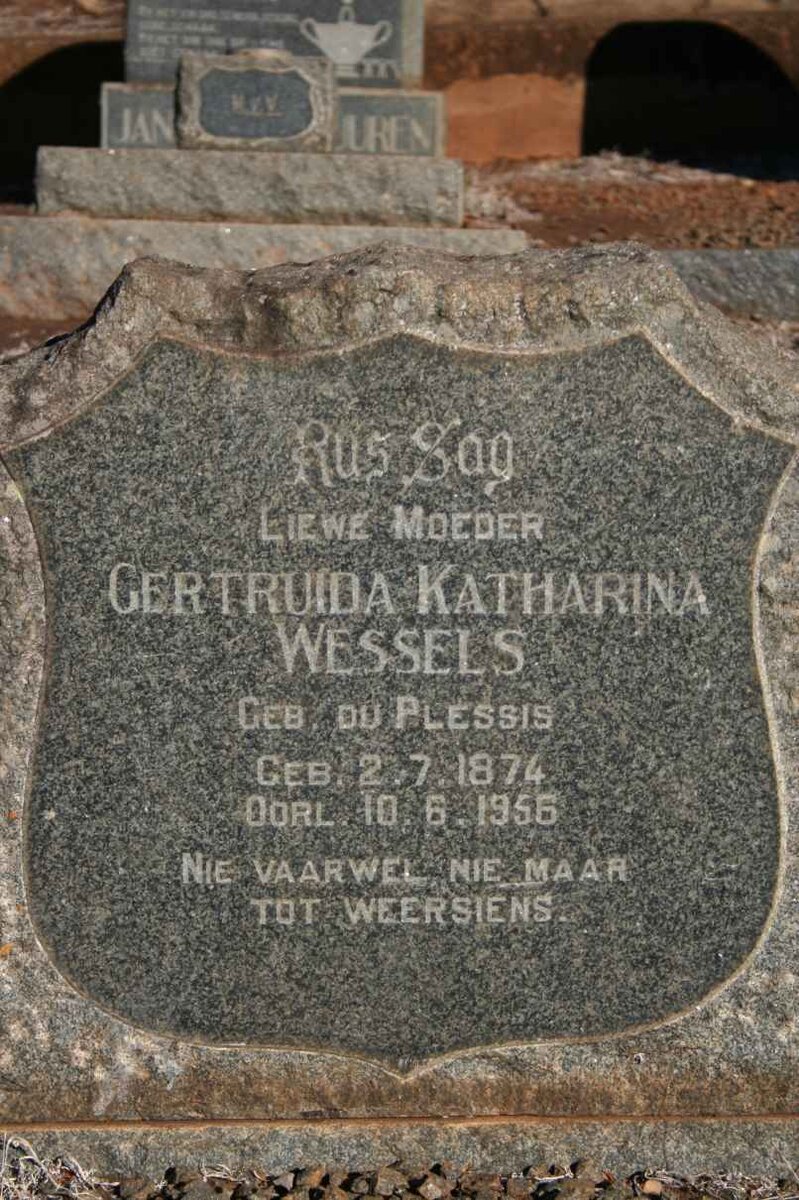 JAN
UREN
RUS SAG
LIEWE MOEDER
GERTRUIDA KATHARINA
WESSELS
GEB. DU PLESSIS
GEB. 2.7.1874
OORL. 10.6.1956
NIE VAARWEL NIE MAAR
TOT WEERSIENS.